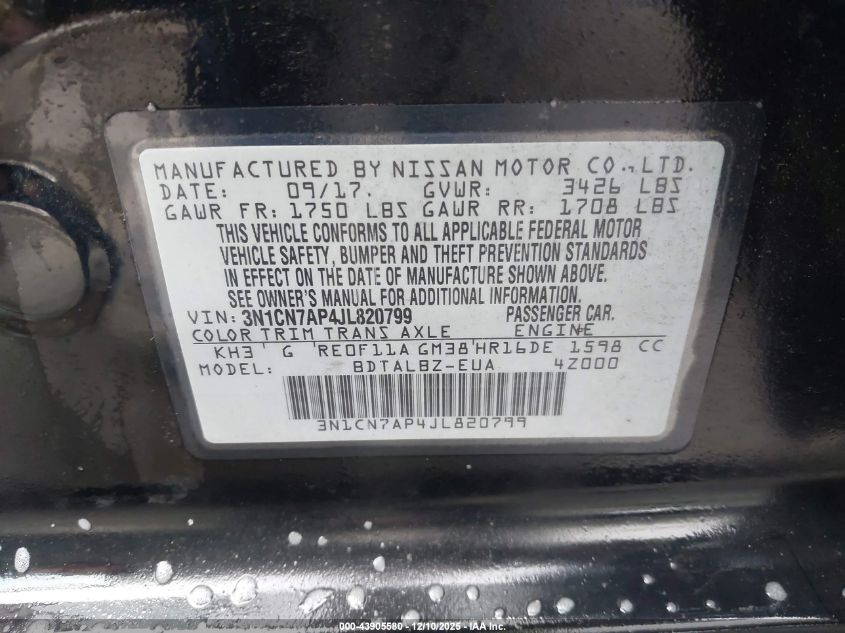 MANUFACTURED BY NISSAN MOTOR CO., LTD.
DATE: 09/17. GVWR: 3426 LBS
GAWR FR: 1750 LBS GAWR RR: 1708 LBS
THIS VEHICLE CONFORMS TO ALL APPLICABLE FEDERAL MOTOR
VEHICLE SAFETY, BUMPER AND THEFT PREVENTION STANDARDS
IN EFFECT ON THE DATE OF MANUFACTURE SHOWN ABOVE.
SEE OWNER'S MANUAL FOR ADDITIONAL INFORMATION
VIN: 3N1CN7AP4JL820799 PASSENGER CAR.
COLOR TRIM TRANS AXLE ENGINE
KH3 G RE0F11A GM38 HR16DE 1598 CC
MODEL: BDTALBZ-EUA 4Z000
3N1CN7AP4JL820799
000-43905580 - 12/10/2025 - IAA Inc.